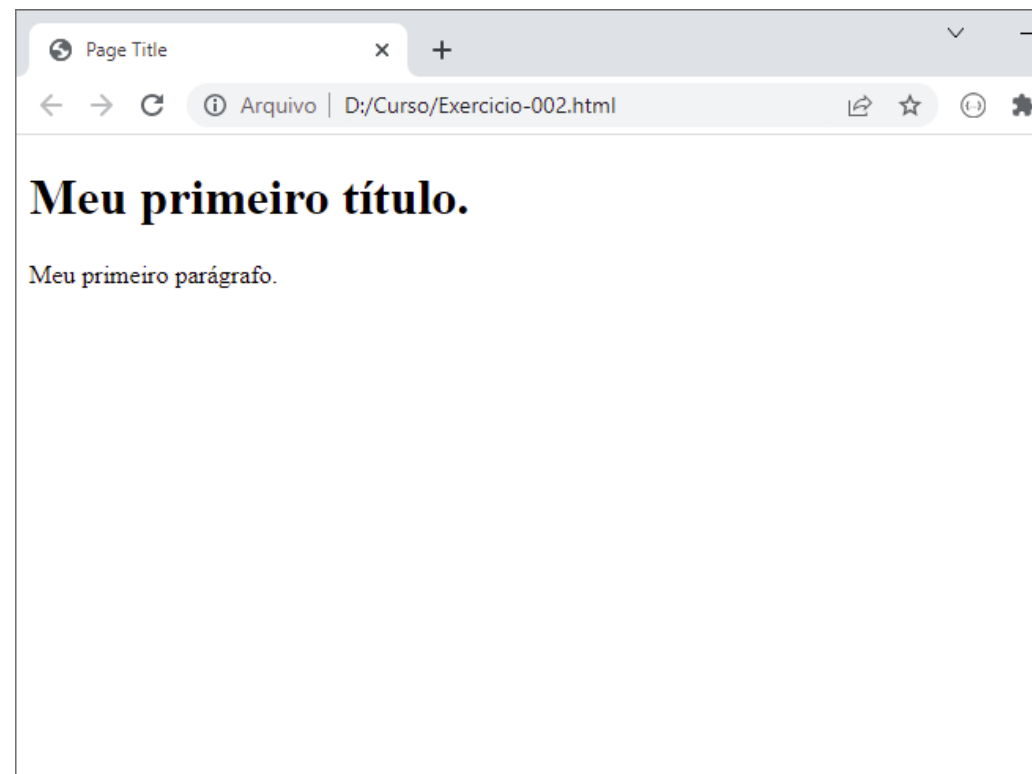 Page Title
Arquivo | D:/Curso/Exercicio-002.html
Meu primeiro título.
Meu primeiro parágrafo.